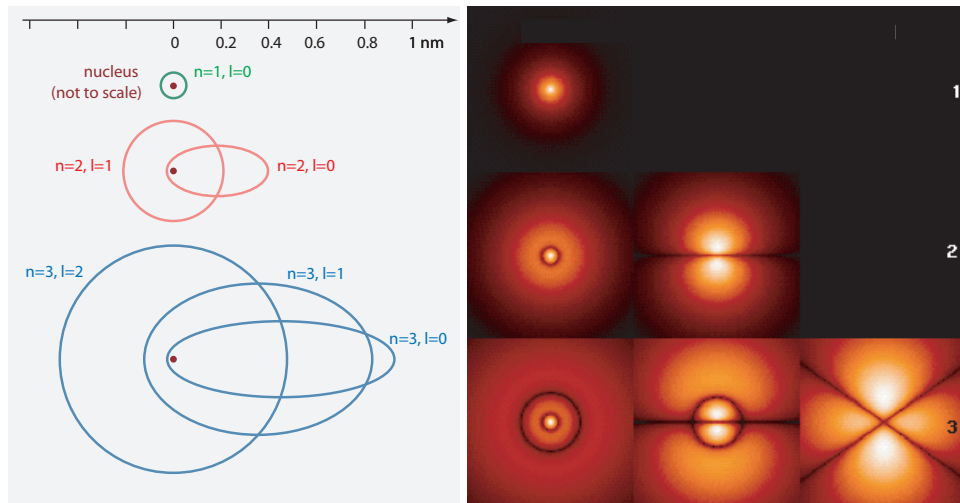 0 0.2 0.4 0.6 0.8 1 nm
nucleus
(not to scale)
n=1, l=0
n=2, l=1
n=2, l=0
n=3, l=2
n=3, l=1
n=3, l=0
1
2
3